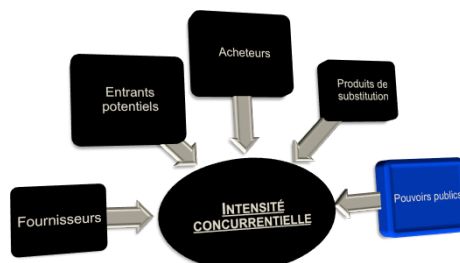 Acheteurs
Entrants
potentiels
Produits de
substitution
Fournisseurs
INTENSITÉ
CONCURRENTIELLE
Pouvoirs publics